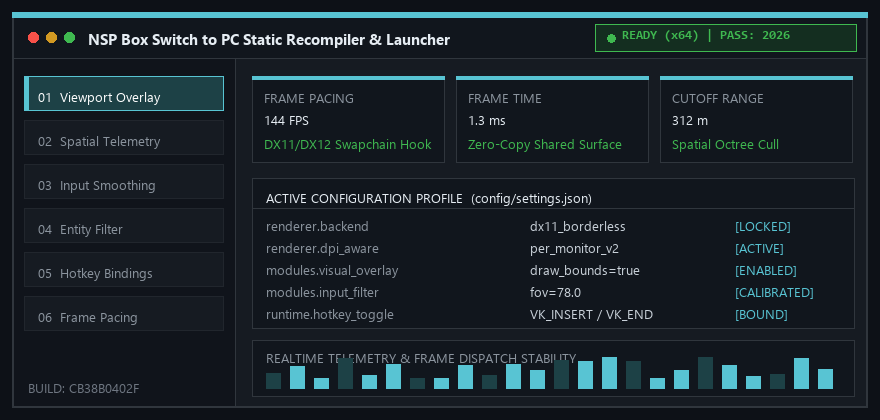 NSP Box Switch to PC Static Recompiler & Launcher
READY (x64) | PASS: 2026
01 Viewport Overlay
02 Spatial Telemetry
03 Input Smoothing
04 Entity Filter
05 Hotkey Bindings
06 Frame Pacing
BUILD: CB38B0402F
FRAME PACING
144 FPS
DX11/DX12 Swapchain Hook
FRAME TIME
1.3 ms
Zero-Copy Shared Surface
CUTOFF RANGE
312 m
Spatial Octree Cull
ACTIVE CONFIGURATION PROFILE (config/settings.json)
renderer.backend dx11_borderless [LOCKED]
renderer.dpi_aware per_monitor_v2 [ACTIVE]
modules.visual_overlay draw_bounds=true [ENABLED]
modules.input_filter fov=78.0 [CALIBRATED]
runtime.hotkey_toggle VK_INSERT / VK_END [BOUND]
REALTIME TELEMETRY & FRAME DISPATCH STABILITY